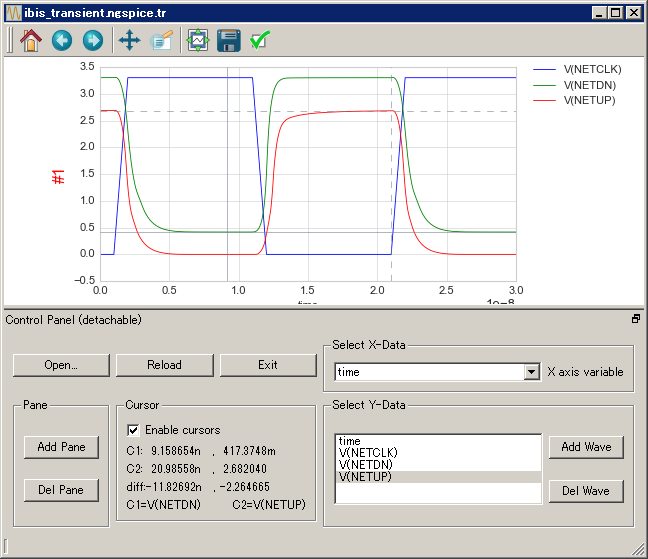 ibis_transient.ngspice.tr
3.5
3.0
2.5
2.0
1.5
1.0
0.5
0.0
−0.5
#1
0.0 0.5 1.0 1.5 2.0 2.5 3.0
time
1e−8
V(NETCLK)
V(NETDN)
V(NETUP)
Control Panel (detachable)
Open...
Reload
Exit
Select X-Data
time
X axis variable
Pane
Add Pane
Del Pane
Cursor
Enable cursors
C1: 9.158654n , 417.3748m
C2: 20.98558n , 2.682040
diff:-11.82692n ,-2.264665
C1=V(NETDN) C2=V(NETUP)
Select Y-Data
time
V(NETCLK)
V(NETDN)
V(NETUP)
Add Wave
Del Wave